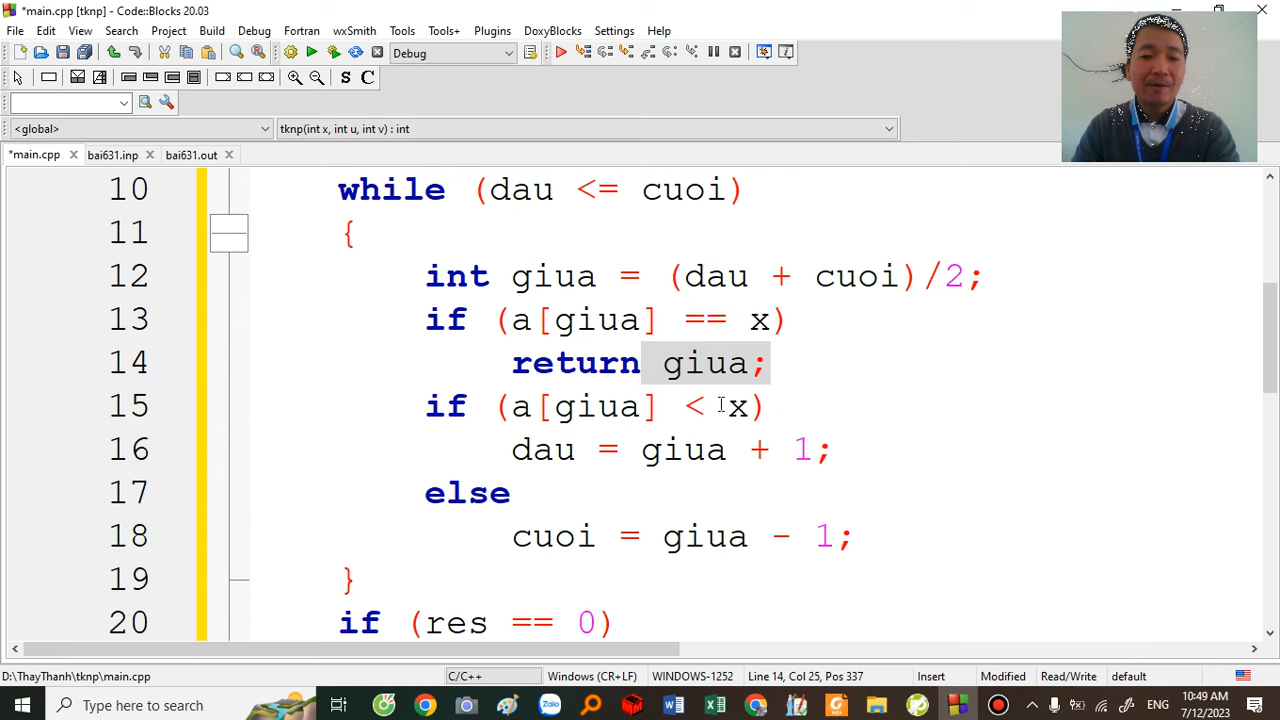 *main.cpp [tknp] - Code::Blocks 20.03
File Edit View Search Project Build Debug Fortran wxSmith Tools Tools+ Plugins DoxyBlocks Settings Help
Debug
S C
<global> tknp(int x, int u, int v) : int
*main.cpp bai631.inp bai631.out
10 while (dau <= cuoi)
11 {
12 int giua = (dau + cuoi)/2;
13 if (a[giua] == x)
14 return giua;
15 if (a[giua] < x)
16 dau = giua + 1;
17 else
18 cuoi = giua - 1;
19 }
20 if (res == 0)
D:\ThayThanh\tknp\main.cpp C/C++ Windows (CR+LF) WINDOWS-1252 Line 14, Col 25, Pos 337 Insert Modified Read/Write default
Type here to search Zalo ENG 10:49 AM
7/12/2023